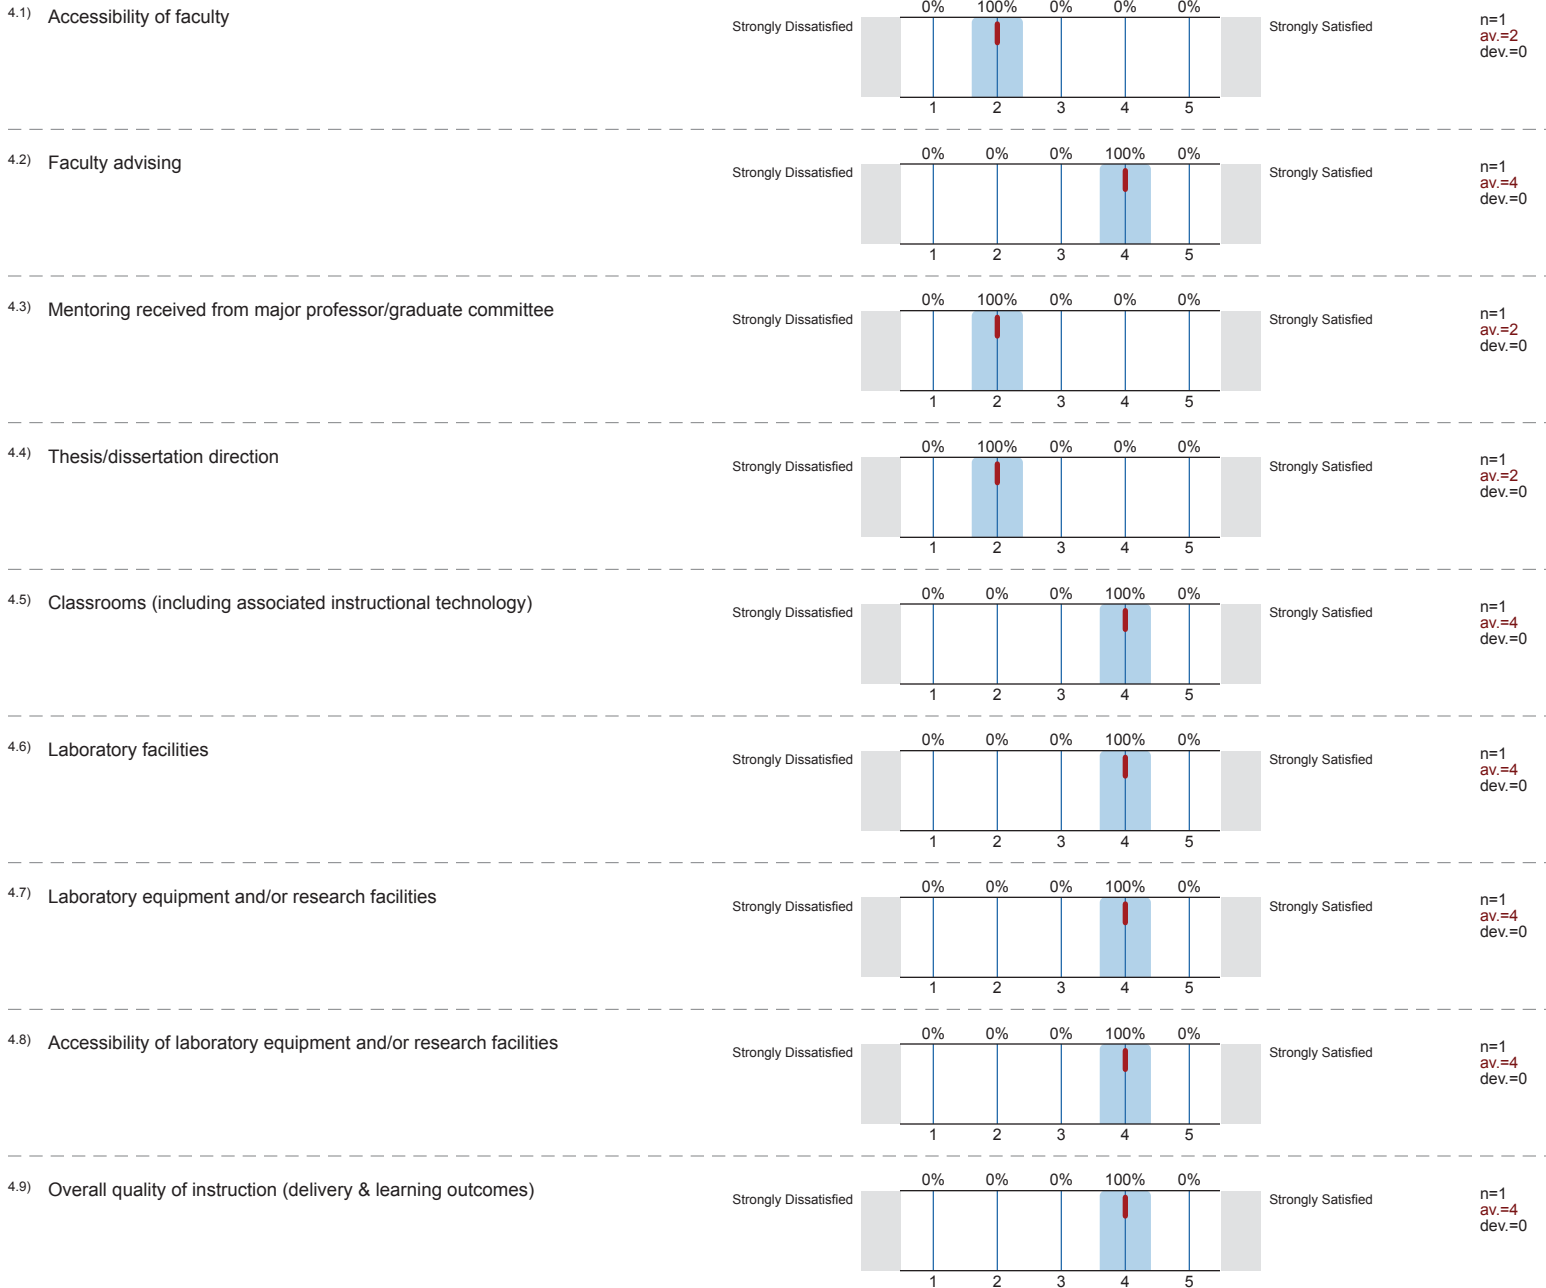 4.1) Accessibility of faculty
0% 100% 0% 0% 0%
Strongly Dissatisfied
Strongly Satisfied
n=1
av.=2
dev.=0
1 2 3 4 5
4.2) Faculty advising
0% 0% 0% 100% 0%
Strongly Dissatisfied
Strongly Satisfied
n=1
av.=4
dev.=0
1 2 3 4 5
4.3) Mentoring received from major professor/graduate committee
0% 100% 0% 0% 0%
Strongly Dissatisfied
Strongly Satisfied
n=1
av.=2
dev.=0
1 2 3 4 5
4.4) Thesis/dissertation direction
0% 100% 0% 0% 0%
Strongly Dissatisfied
Strongly Satisfied
n=1
av.=2
dev.=0
1 2 3 4 5
4.5) Classrooms (including associated instructional technology)
0% 0% 0% 100% 0%
Strongly Dissatisfied
Strongly Satisfied
n=1
av.=4
dev.=0
1 2 3 4 5
4.6) Laboratory facilities
0% 0% 0% 100% 0%
Strongly Dissatisfied
Strongly Satisfied
n=1
av.=4
dev.=0
1 2 3 4 5
4.7) Laboratory equipment and/or research facilities
0% 0% 0% 100% 0%
Strongly Dissatisfied
Strongly Satisfied
n=1
av.=4
dev.=0
1 2 3 4 5
4.8) Accessibility of laboratory equipment and/or research facilities
0% 0% 0% 100% 0%
Strongly Dissatisfied
Strongly Satisfied
n=1
av.=4
dev.=0
1 2 3 4 5
4.9) Overall quality of instruction (delivery & learning outcomes)
0% 0% 0% 100% 0%
Strongly Dissatisfied
Strongly Satisfied
n=1
av.=4
dev.=0
1 2 3 4 5